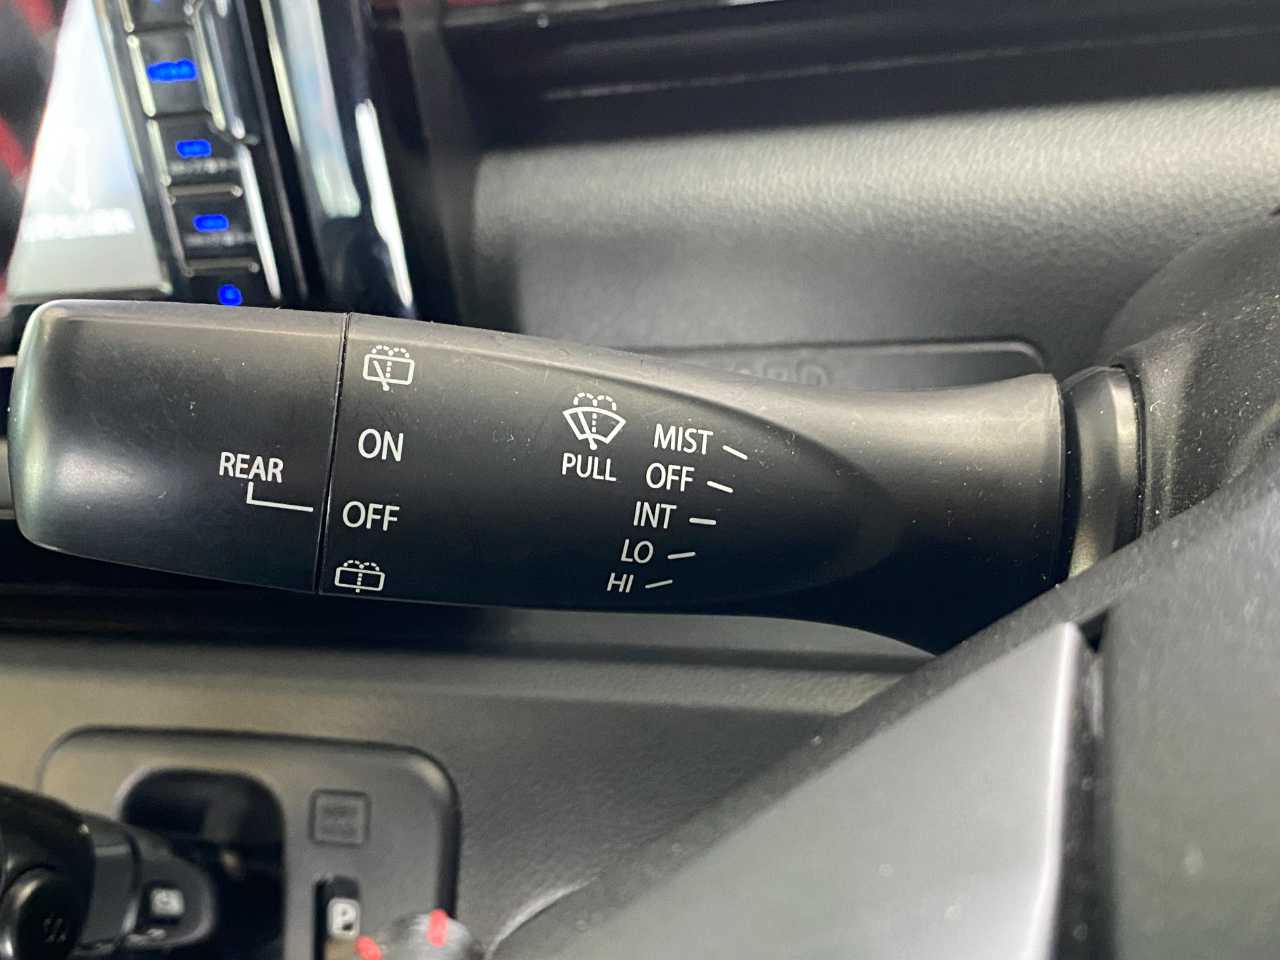 REAR
ON
OFF
PULL
MIST
OFF
INT
LO
HI
P